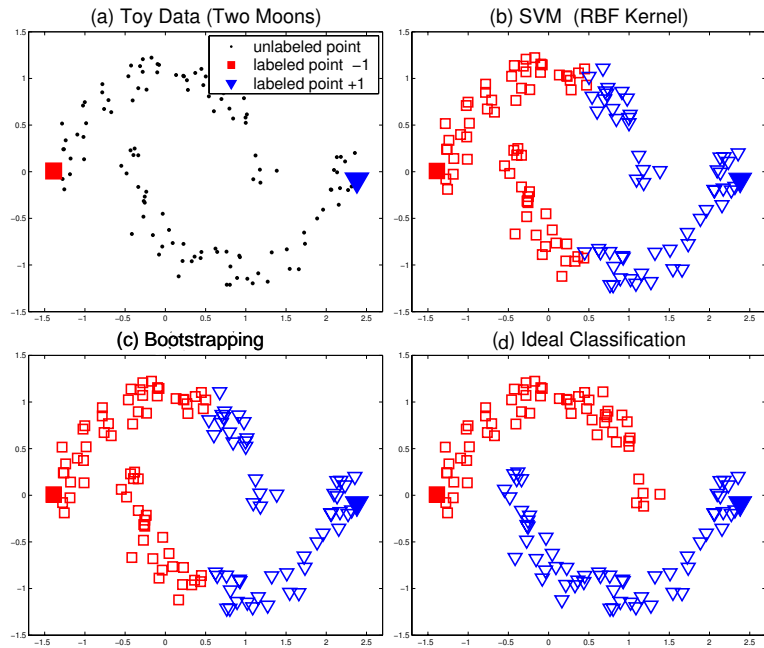 (a) Toy Data (Two Moons)
unlabeled point
labeled point −1
labeled point +1
1.5
1
0.5
0
−0.5
−1
−1.5
−1.5 −1 −0.5 0 0.5 1 1.5 2 2.5
(b) SVM (RBF Kernel)
1.5
1
0.5
0
−0.5
−1
−1.5
−1.5 −1 −0.5 0 0.5 1 1.5 2 2.5
(c) Bootstrapping
1.5
1
0.5
0
−0.5
−1
−1.5
−1.5 −1 −0.5 0 0.5 1 1.5 2 2.5
(d) Ideal Classification
1.5
1
0.5
0
−0.5
−1
−1.5
−1.5 −1 −0.5 0 0.5 1 1.5 2 2.5